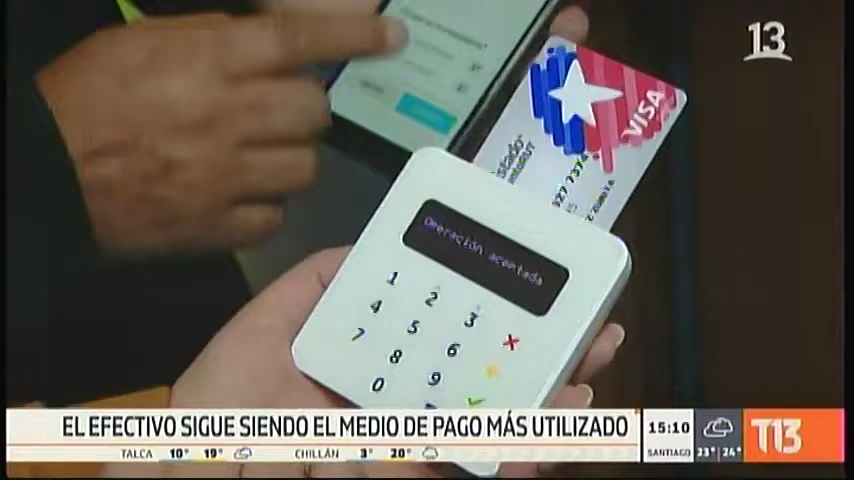 13
VISA
Operación aceptada
1
2
3
4
5
6
7
8
9
0
EL EFECTIVO SIGUE SIENDO EL MEDIO DE PAGO MÁS UTILIZADO
15:10
SANTIAGO 23° 24°
T13
TALCA 10° 19° CHILLÁN 3° 20°